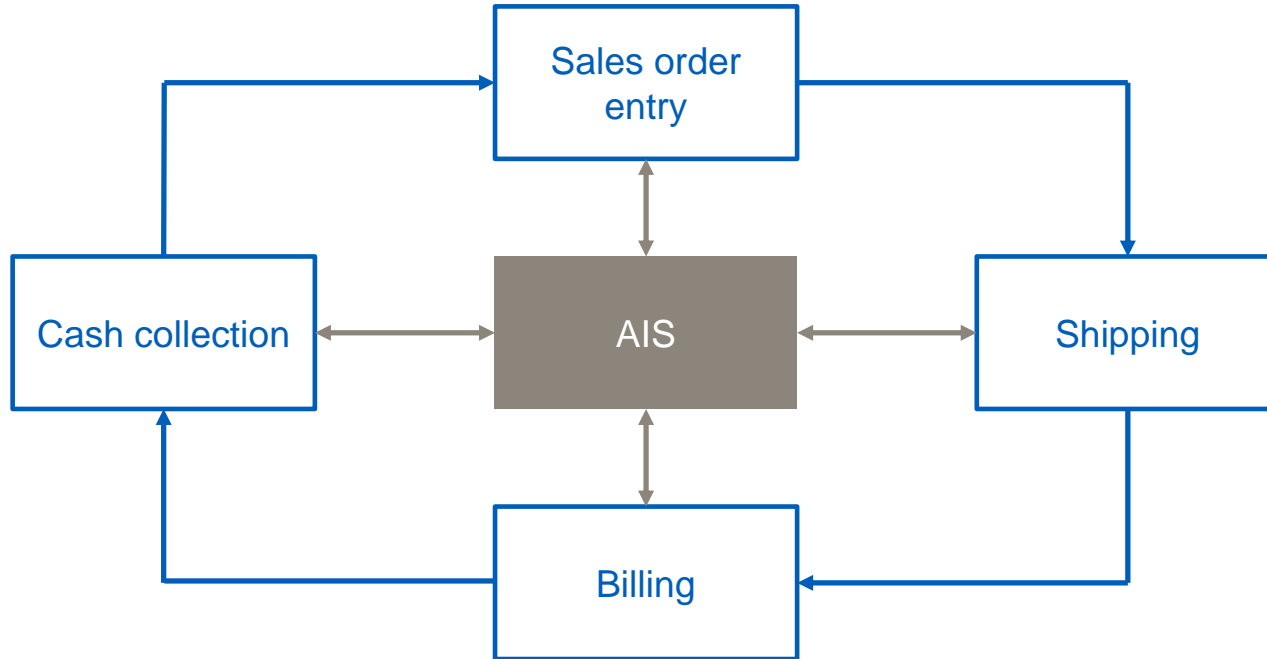 Sales order
entry
Cash collection
AIS
Shipping
Billing